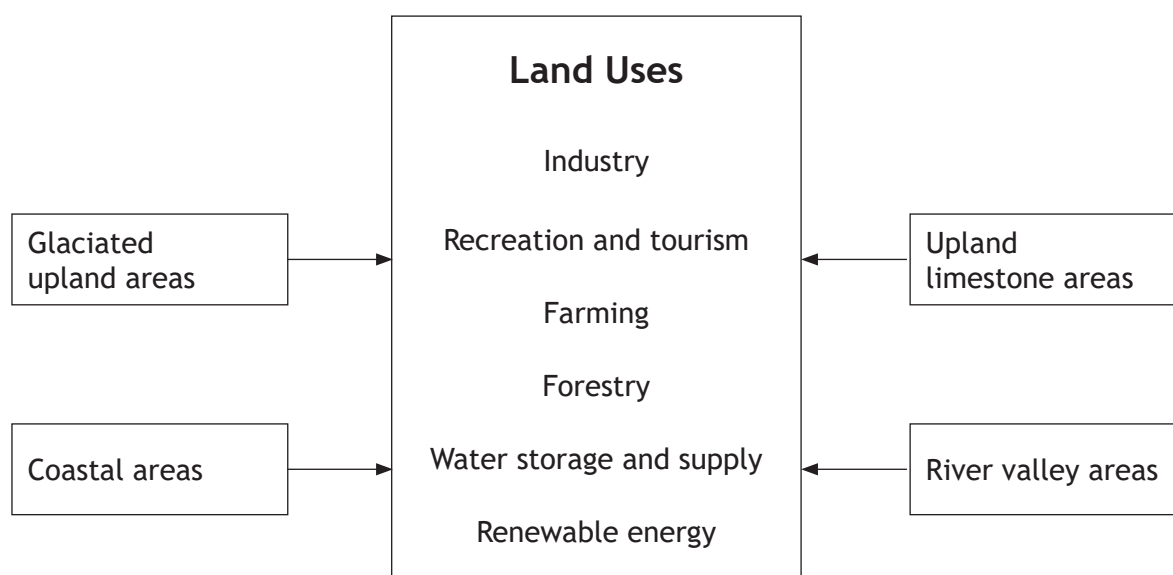 Land Uses
Industry
Recreation and tourism
Farming
Forestry
Water storage and supply
Renewable energy
Glaciated
upland areas
Coastal areas
Upland
limestone areas
River valley areas